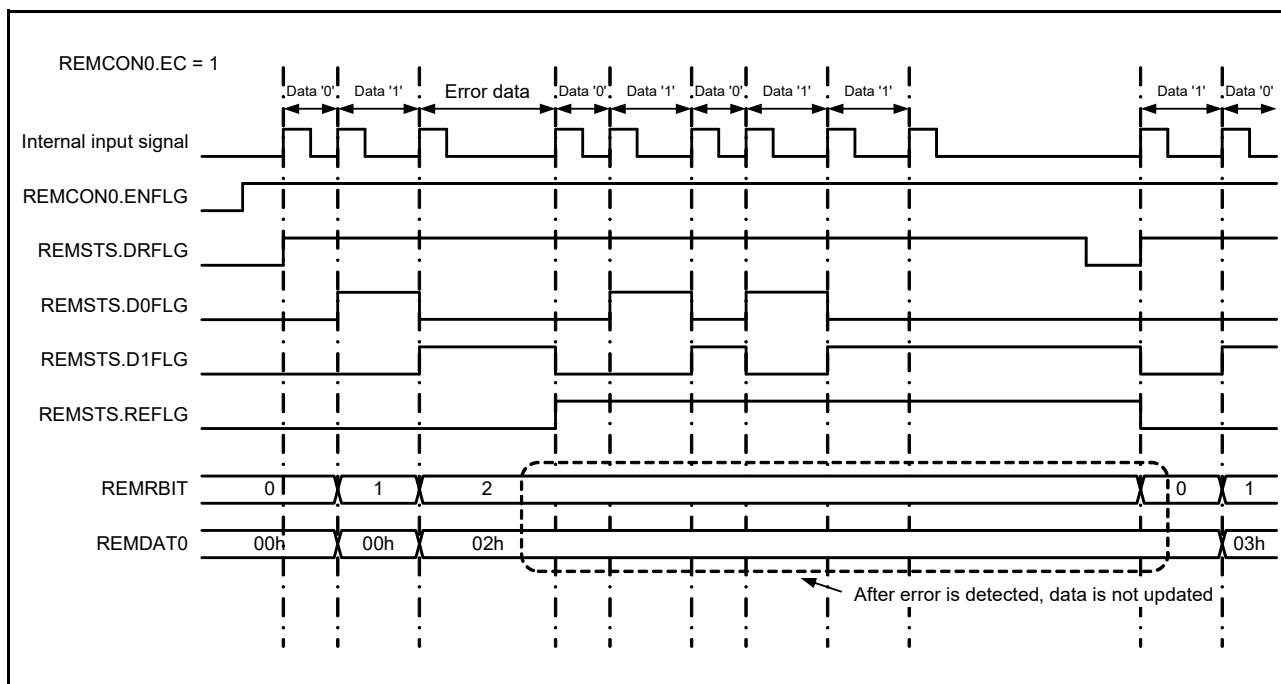 REMCON0.EC = 1
Data '0' Data '1' Error data Data '0' Data '1' Data '0' Data '1' Data '1' Data '1' Data '0'
Internal input signal
REMCON0.ENFLG
REMSTS.DRFLG
REMSTS.D0FLG
REMSTS.D1FLG
REMSTS.REFLG
REMRBIT 0 1 2 0 1
REMDAT0 00h 00h 02h 03h
After error is detected, data is not updated